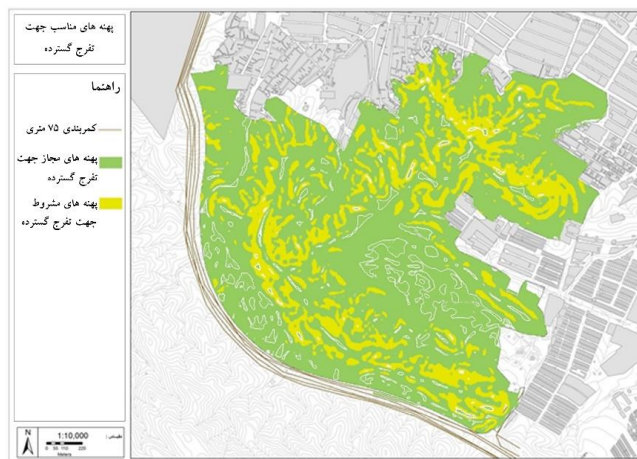 پهنه های مناسب جهت
تفرج گسترده
راهنما
کمربندی ۷۵ متری
پهنه های مجاز جهت
تفرج گسترده
پهنه های مشروط
جهت تفرج گسترده
N
1:10,000
Meters